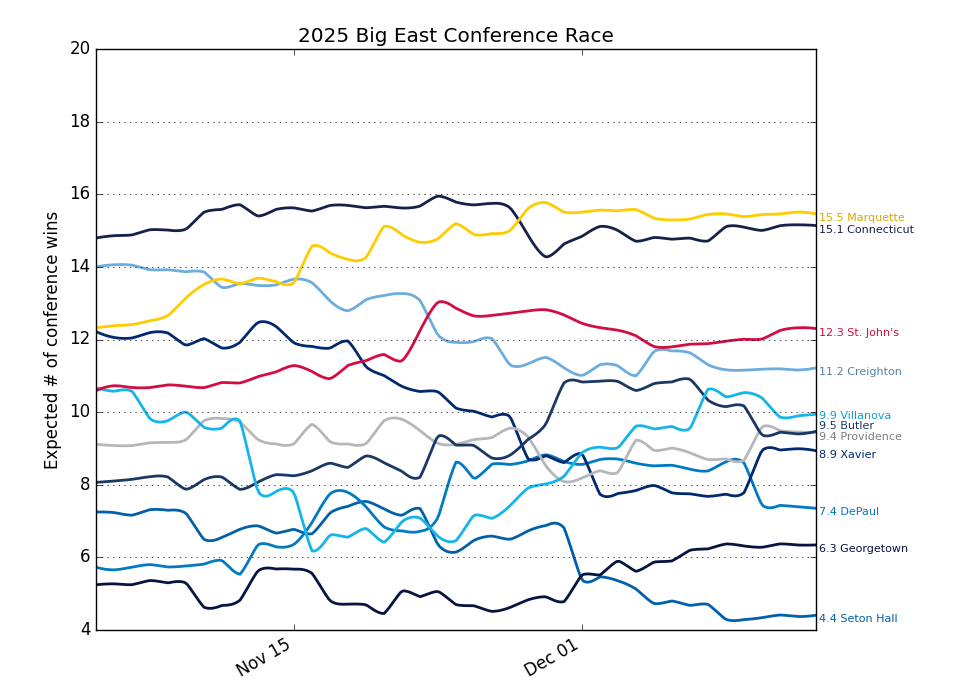 2025 Big East Conference Race
Expected # of conference wins
20
18
16
14
12
10
8
6
4
Nov 15
Dec 01
15.5 Marquette
15.1 Connecticut
12.3 St. John's
11.2 Creighton
9.9 Villanova
9.5 Butler
9.4 Providence
8.9 Xavier
7.4 DePaul
6.3 Georgetown
4.4 Seton Hall